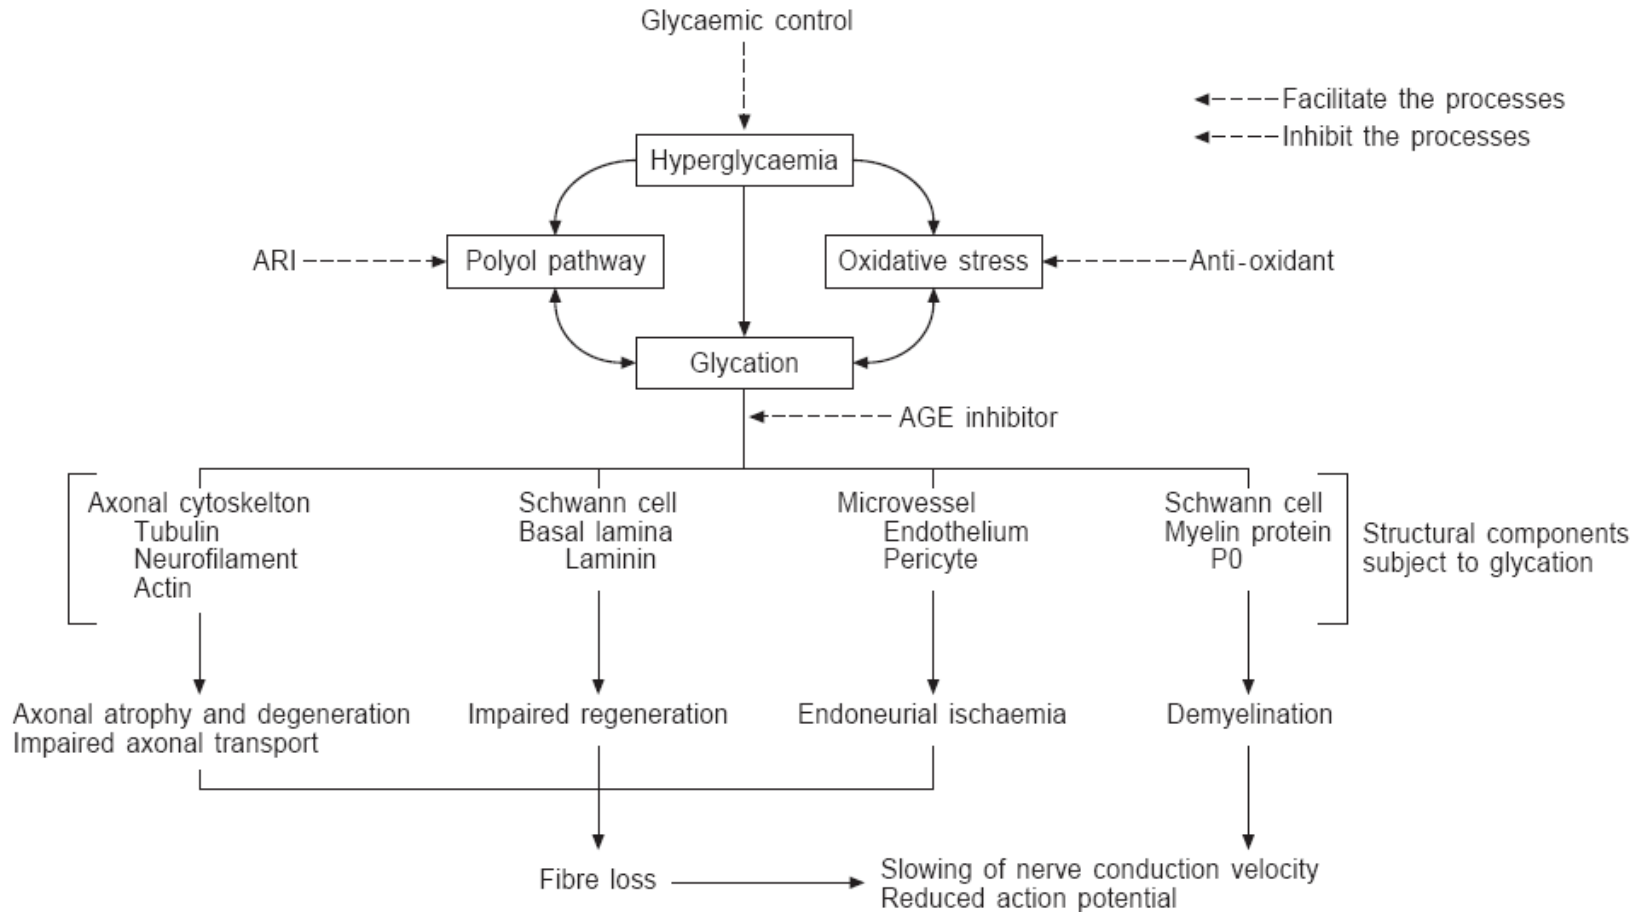 Glycaemic control
Facilitate the processes
Inhibit the processes
Hyperglycaemia
ARI
Polyol pathway
Oxidative stress
Anti-oxidant
Glycation
AGE inhibitor
Axonal cytoskelton
Tubulin
Neurofilament
Actin
Schwann cell
Basal lamina
Laminin
Microvessel
Endothelium
Pericyte
Schwann cell
Myelin protein
P0
Structural components
subject to glycation
Axonal atrophy and degeneration
Impaired axonal transport
Impaired regeneration
Endoneurial ischaemia
Demyelination
Fibre loss
Slowing of nerve conduction velocity
Reduced action potential